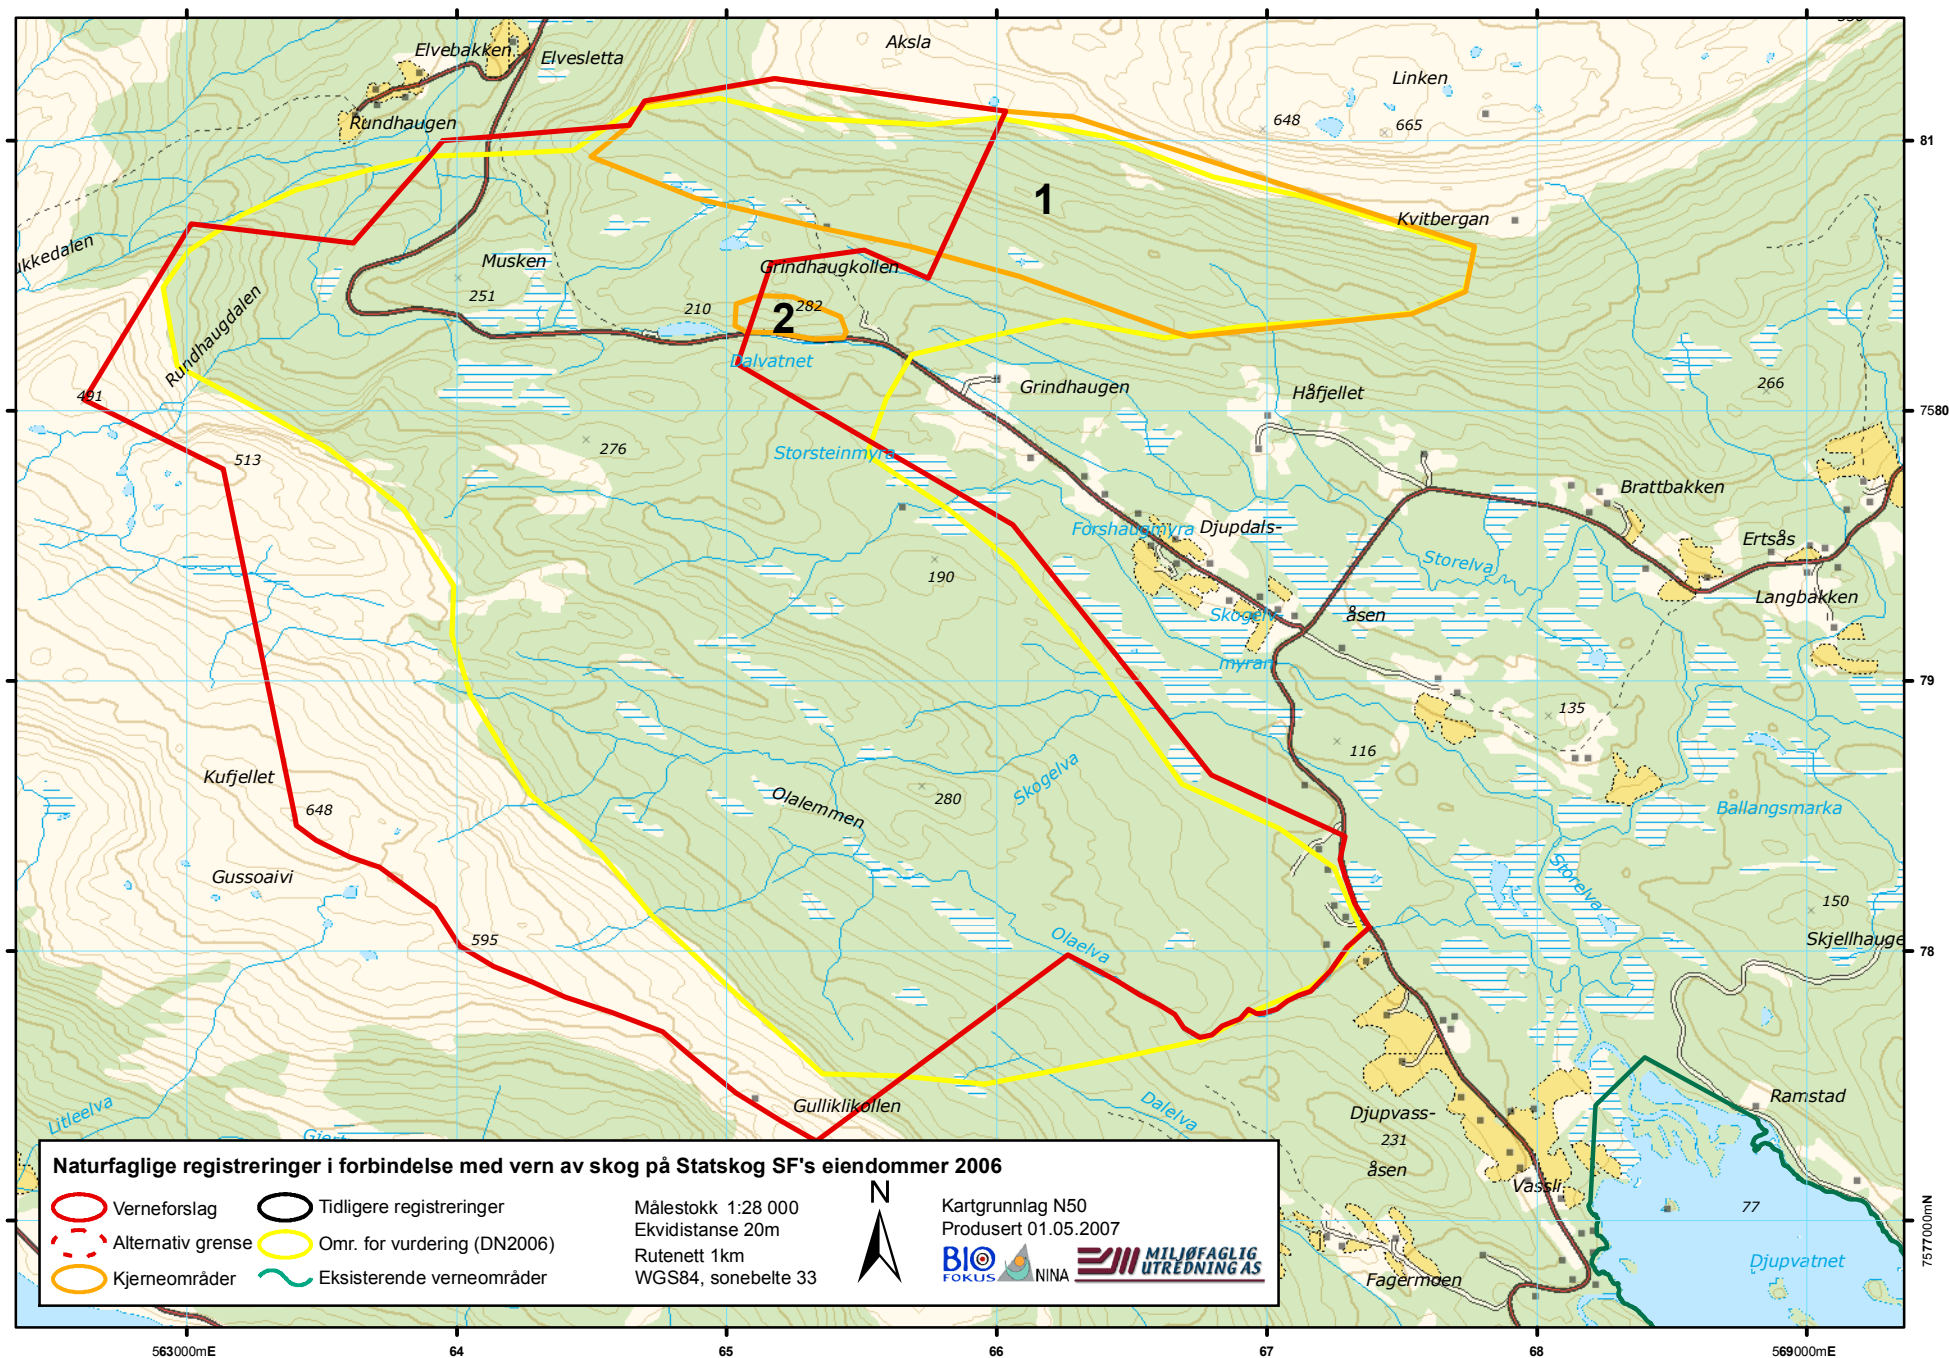 Aksla
Linken
Elvebakken
Elvesletta
Rundhaugen
648
665
81
1
Kvitbergan
ukkedalen
Musken
251
Grindhaugkollen
210
2
282
Rundhaugdalen
Dalvatnet
Grindhaugen
Håfjellet
266
491
7580
513
276
Storsteinmyra
Brattbakken
Forshaugmyra
Djupdals-
Ertsås
Storelva
190
Langbakken
Skogelv-
åsen
myran
79
135
116
Kufjellet
Skogelva
648
280
Olalemmen
Ballangsmarka
Gussoaivi
Storelva
150
595
Olaelva
Skjellhauge
78
Gulliklikollen
Dalelva
Litleelva
Djupvass-
231
åsen
Ramstad
Vassli
77
Djupvatnet
Fagermoen
7577000mN
Naturfaglige registreringer i forbindelse med vern av skog på Statskog SF's eiendommer 2006
Verneforslag
Tidligere registreringer
Alternativ grense
Omr. for vurdering (DN2006)
Kjerneområder
Eksisterende verneområder
Målestokk 1:28 000
Ekvidistanse 20m
Rutenett 1km
WGS84, sonebelte 33
N
Kartgrunnlag N50
Produsert 01.05.2007
BIO
FOKUS
NINA
MILJØFAGLIG
UTREDNING AS
563000mE
64
65
66
67
68
569000mE